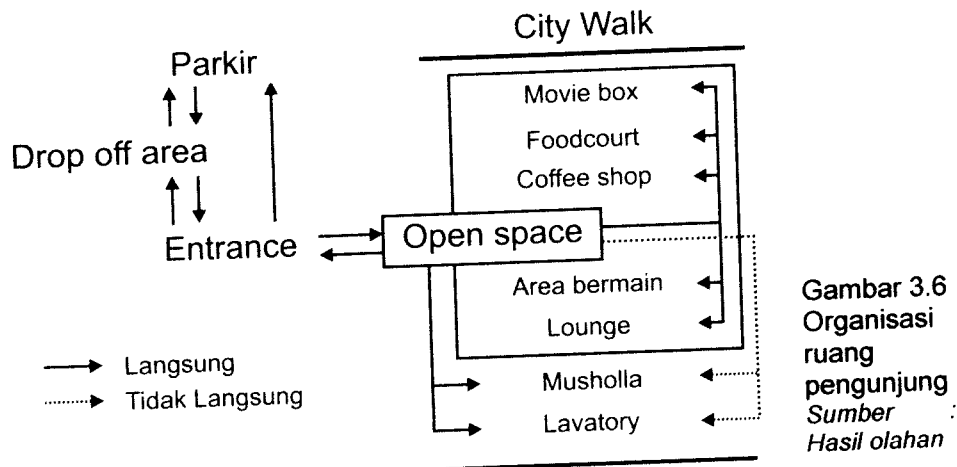 City Walk
Parkir
Drop off area
Entrance
Open space
Movie box
Foodcourt
Coffee shop
Area bermain
Lounge
Musholla
Lavatory
Langsung
Tidak Langsung
Gambar 3.6
Organisasi
ruang
pengunjung
Sumber :
Hasil olahan